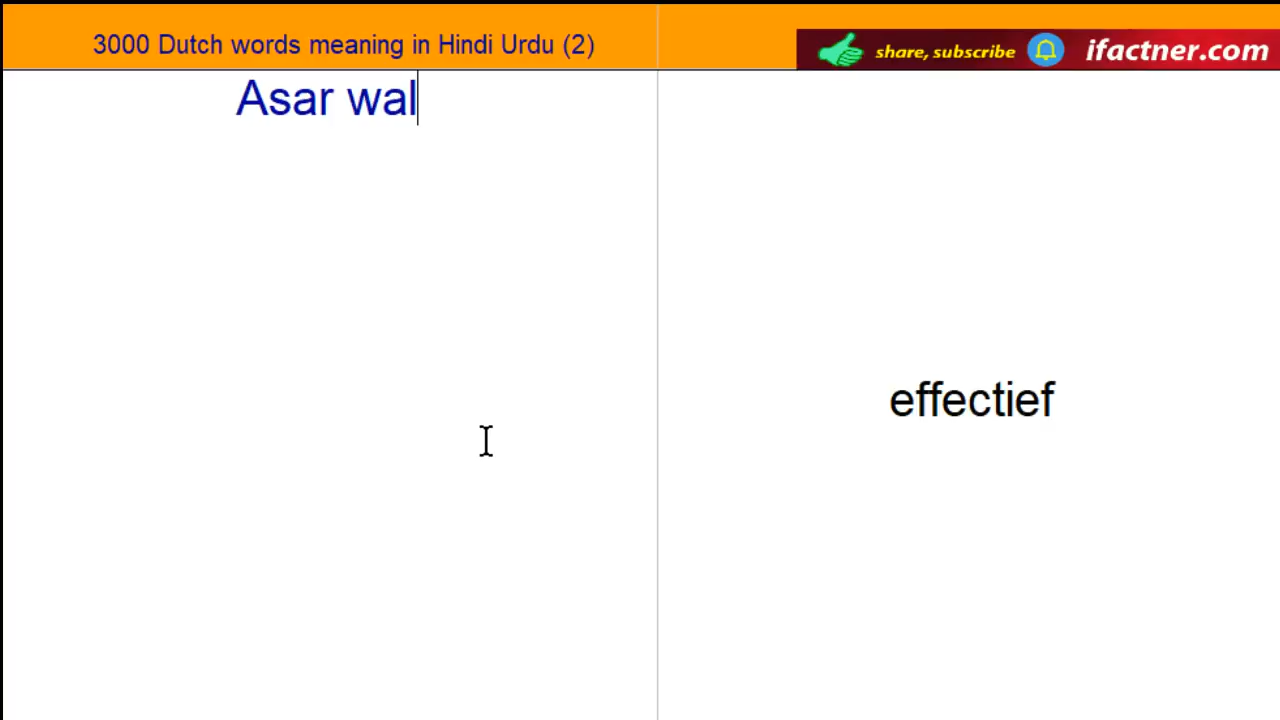 3000 Dutch words meaning in Hindi Urdu (2)
share, subscribe
ifactner.com
Asar wal
effectief